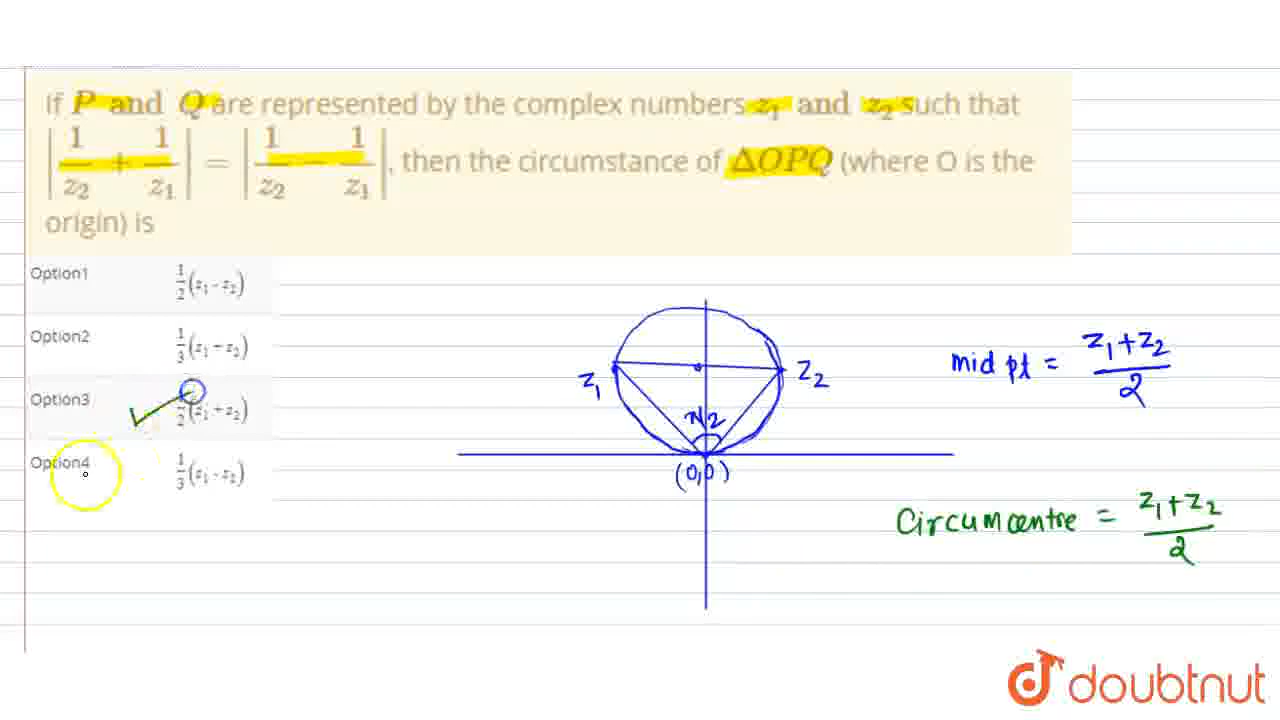 If P and Q are represented by the complex numbers z₁ and z₂ such that
|1/z₂ + 1/z₁| = |1/z₂ − 1/z₁|, then the circumstance of ΔOPQ (where O is the
origin) is
Option1 1/2(z₁ - z₂)
Option2 1/3(z₁ + z₂)
Option3 1/2(z₁ + z₂)
Option4 1/3(z₁ - z₂)
z₁
z₂
π/2
(0,0)
mid pt = z₁+z₂/2
Circumcentre = z₁+z₂/2
doubtnut